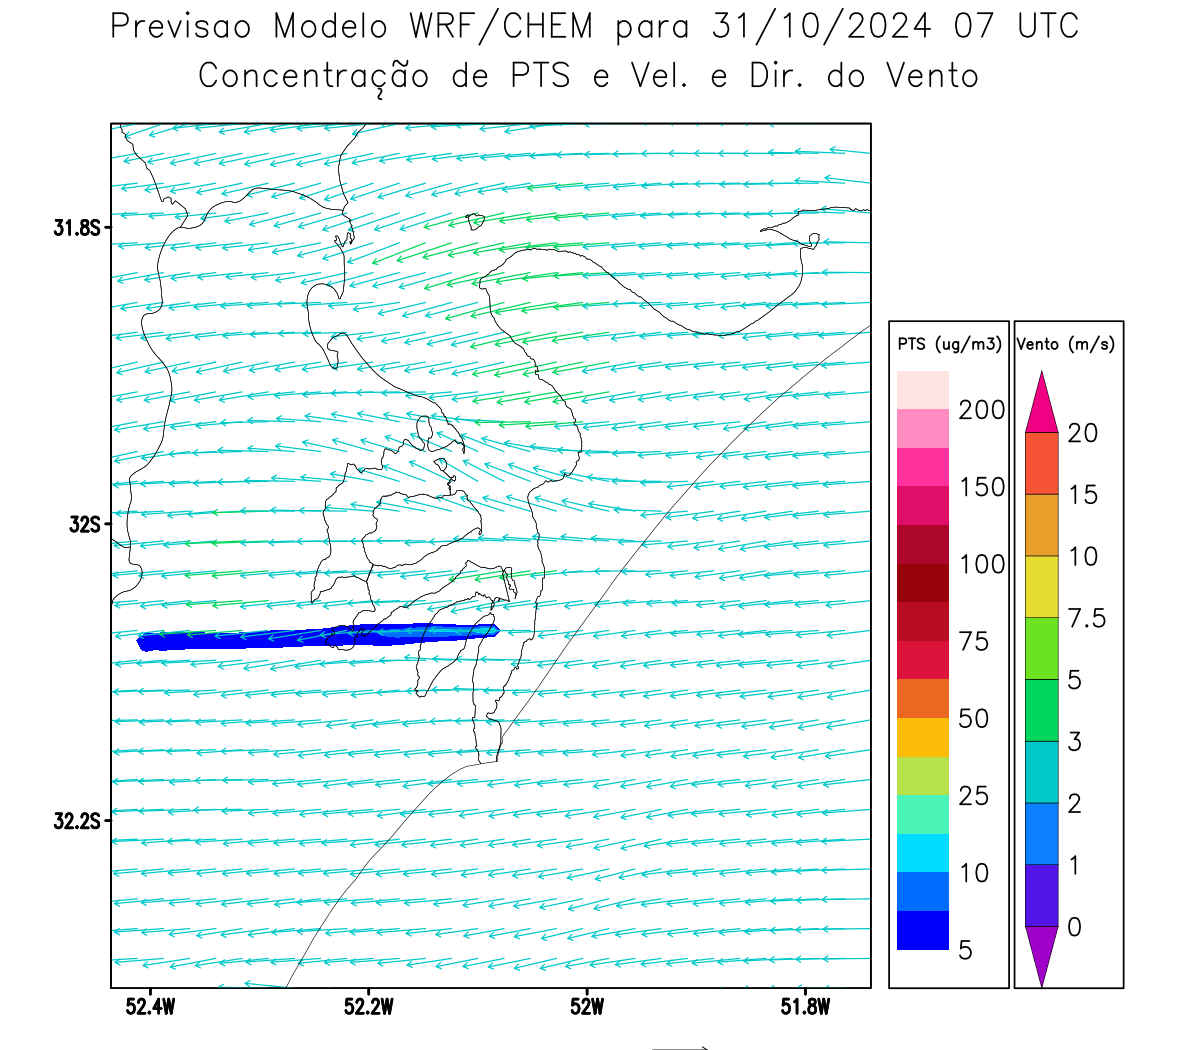 Previsao Modelo WRF/CHEM para 31/10/2024 07 UTC
Concentração de PTS e Vel. e Dir. do Vento
31.8S
32S
32.2S
52.4W
52.2W
52W
51.8W
PTS (ug/m3)
200
150
100
75
50
25
10
5
Vento (m/s)
20
15
10
7.5
5
3
2
1
0